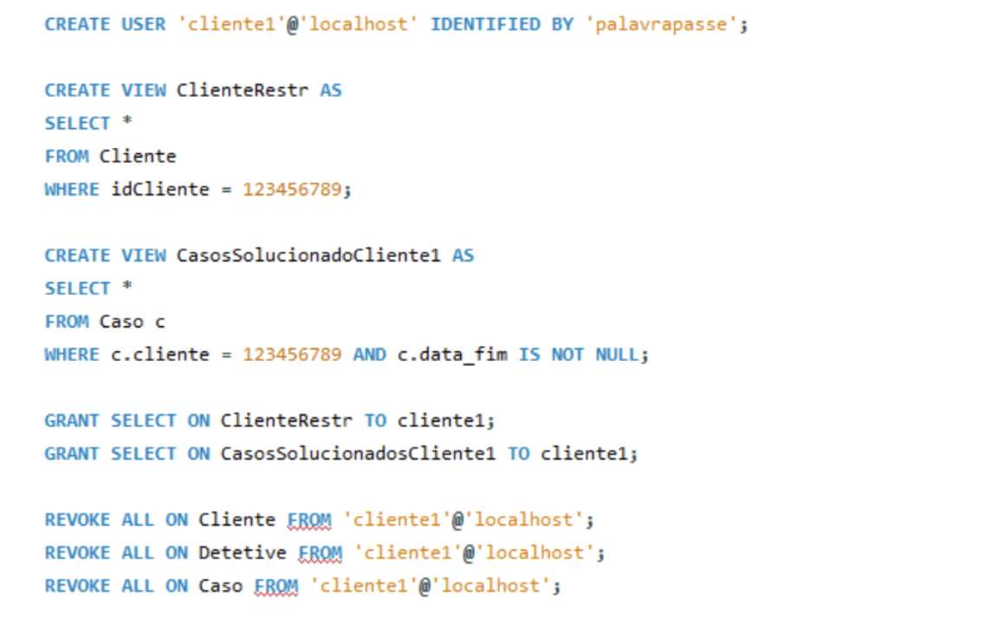 CREATE USER 'cliente1'@'localhost' IDENTIFIED BY 'palavrapasse';
CREATE VIEW ClienteRestr AS
SELECT *
FROM Cliente
WHERE idCliente = 123456789;
CREATE VIEW CasosSolucionadoCliente1 AS
SELECT *
FROM Caso c
WHERE c.cliente = 123456789 AND c.data_fim IS NOT NULL;
GRANT SELECT ON ClienteRestr TO cliente1;
GRANT SELECT ON CasosSolucionadosCliente1 TO cliente1;
REVOKE ALL ON Cliente FROM 'cliente1'@'localhost';
REVOKE ALL ON Detetive FROM 'cliente1'@'localhost';
REVOKE ALL ON Caso FROM 'cliente1'@'localhost';